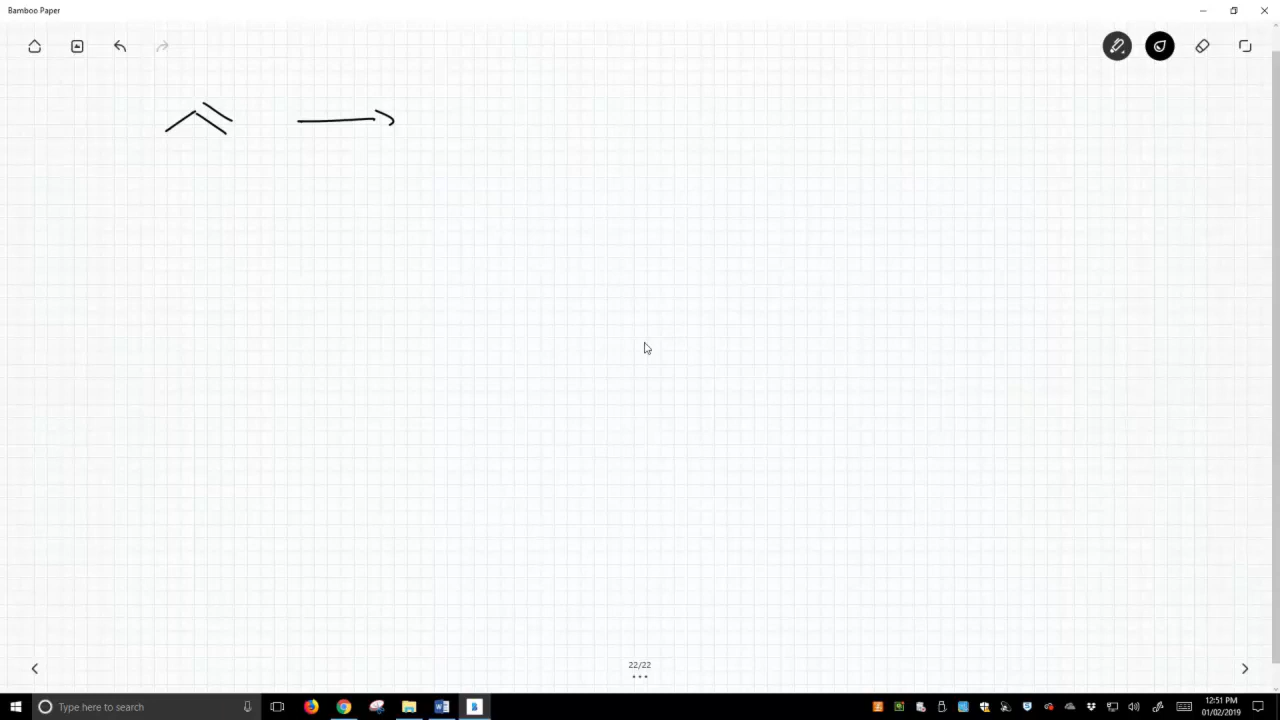 Bamboo Paper
22/22
Type here to search
12:51 PM
01/02/2019